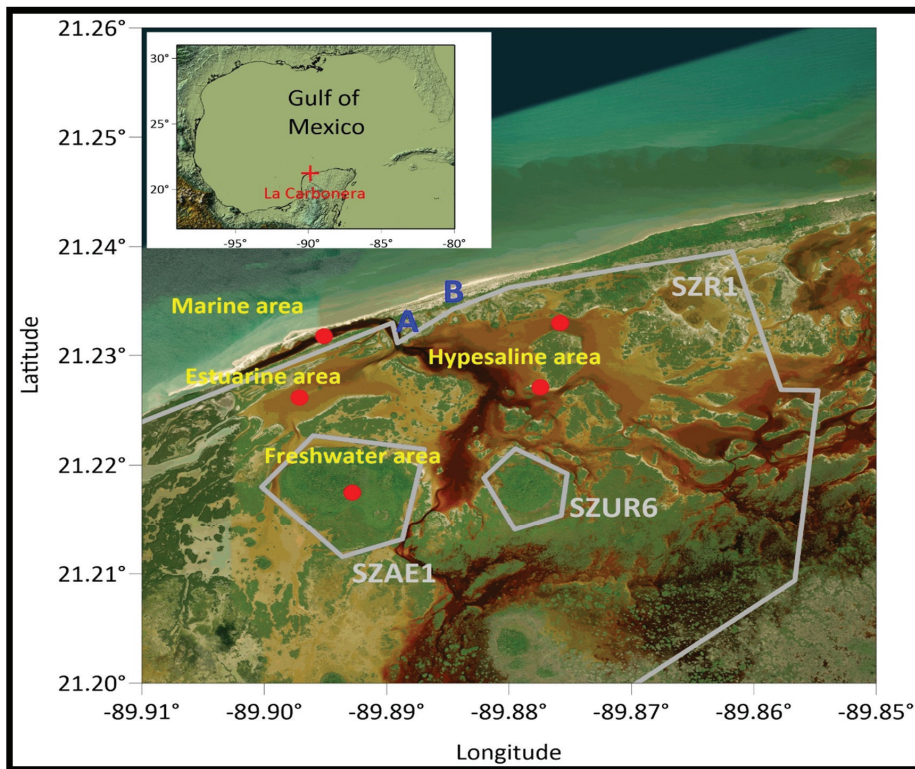 21.26°
21.25°
21.24°
21.23°
21.22°
21.21°
21.20°
Latitude
30°
25°
20°
-95°
-90°
-85°
-80°
Gulf of
Mexico
La Carbonera
Marine area
A
B
SZR1
Hypesaline area
Estuarine area
Freshwater area
SZUR6
SZAE1
-89.91
-89.90°
-89.89°
-89.88°
-89.87°
-89.86°
-89.85°
Longitude